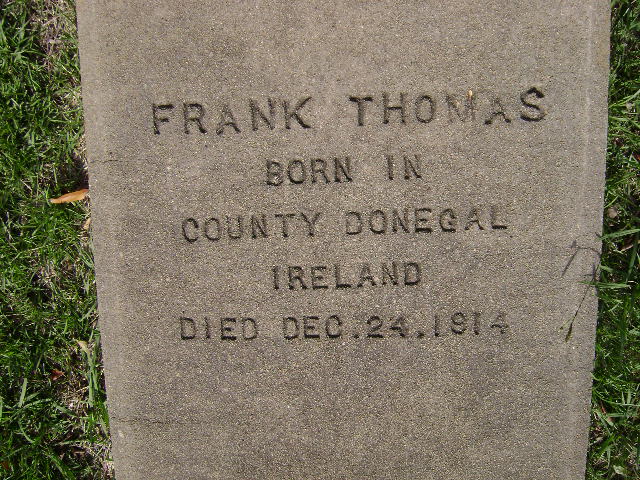 FRANK THOMAS
BORN IN
COUNTY DONEGAL
IRELAND
DIED DEC. 24, 1914